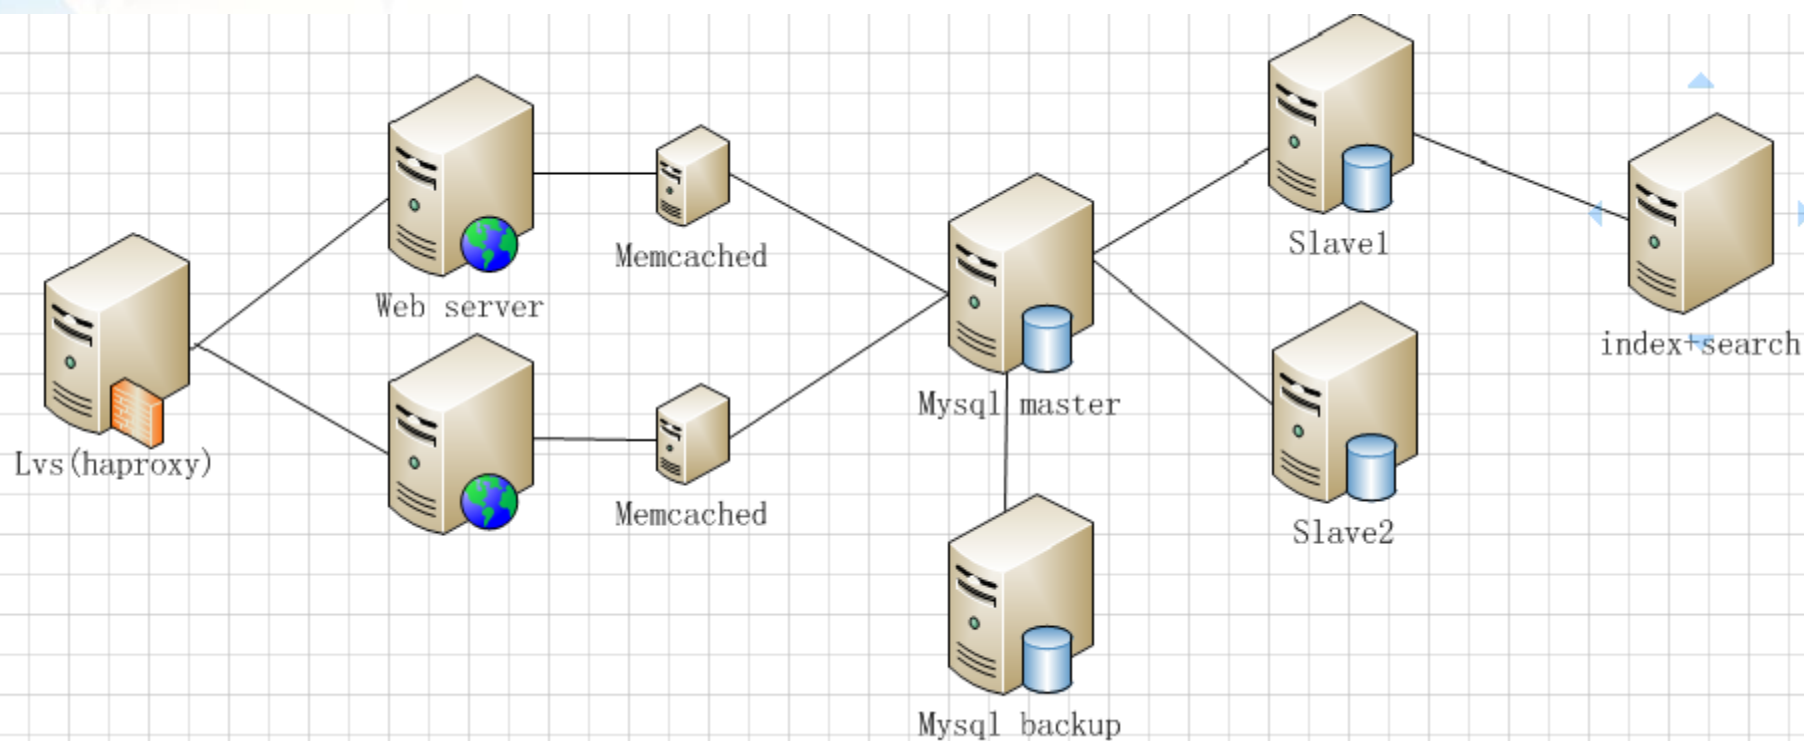 Slave1
Memcached
Web server
index+search
Mysql master
Lvs(haproxy)
Memcached
Slave2
Mysql backup